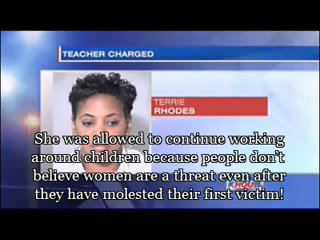 TEACHER CHARGED
TERRIE
RHODES
She was allowed to continue working
around children because people don't
believe women are a threat even after
they have molested their first victim!